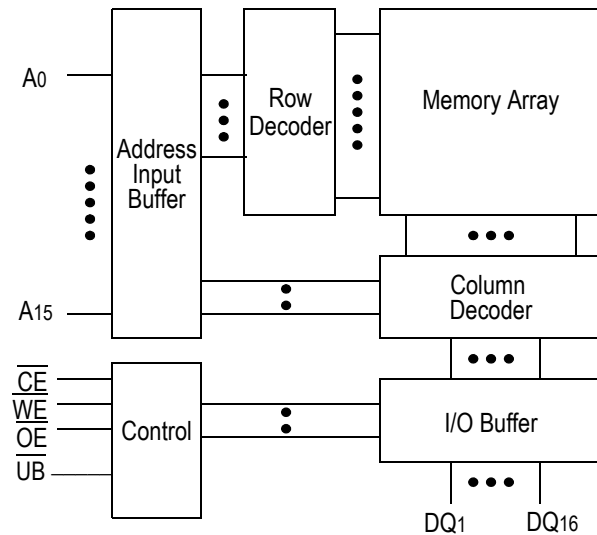 A0
Address
Input
Buffer
Row
Decoder
Memory Array
A15
Column
Decoder
CE
WE
OE
UB
Control
I/O Buffer
DQ1
DQ16